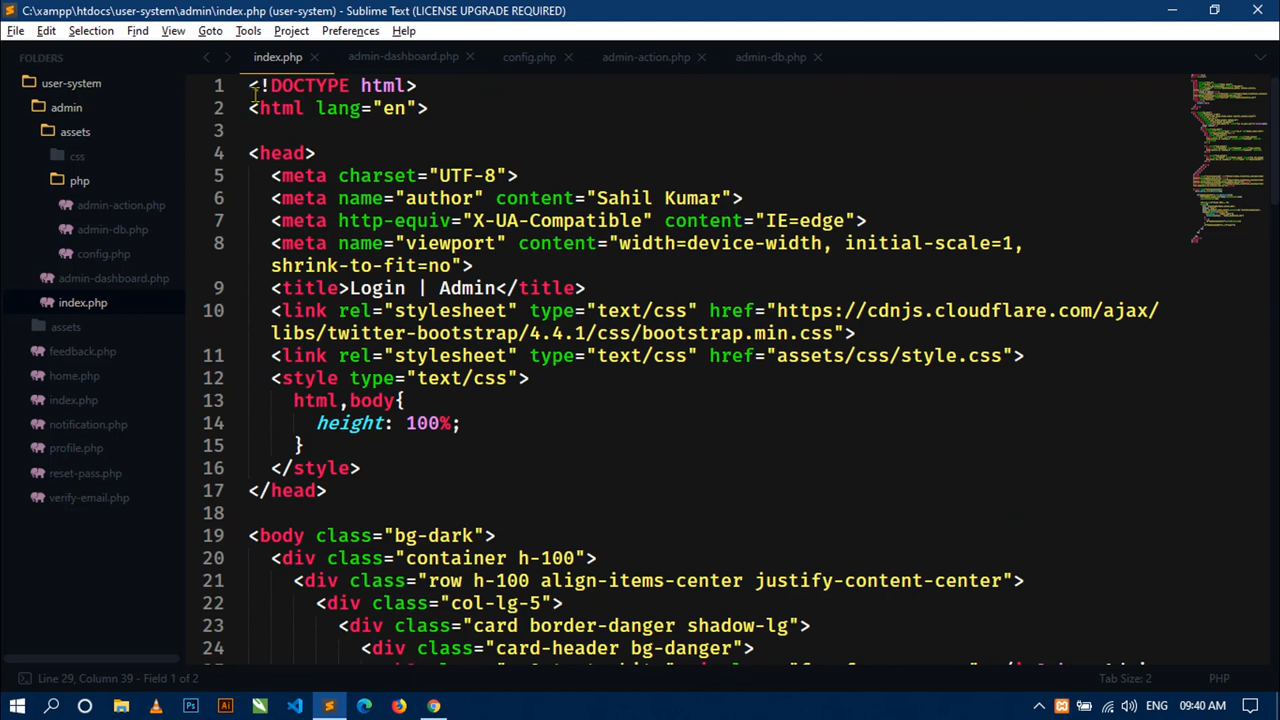 C:\xampp\htdocs\user-system\admin\index.php (user-system) - Sublime Text (LICENSE UPGRADE REQUIRED)
File Edit Selection Find View Goto Tools Project Preferences Help
FOLDERS
user-system
admin
assets
css
php
admin-action.php
admin-db.php
config.php
admin-dashboard.php
index.php
assets
feedback.php
home.php
index.php
notification.php
profile.php
reset-pass.php
verify-email.php
index.php admin-dashboard.php config.php admin-action.php admin-db.php
1 <!DOCTYPE html>
2 <html lang="en">
3
4 <head>
5 <meta charset="UTF-8">
6 <meta name="author" content="Sahil Kumar">
7 <meta http-equiv="X-UA-Compatible" content="IE=edge">
8 <meta name="viewport" content="width=device-width, initial-scale=1,
shrink-to-fit=no">
9 <title>Login | Admin</title>
10 <link rel="stylesheet" type="text/css" href="https://cdnjs.cloudflare.com/ajax/
libs/twitter-bootstrap/4.4.1/css/bootstrap.min.css">
11 <link rel="stylesheet" type="text/css" href="assets/css/style.css">
12 <style type="text/css">
13 html,body{
14 height: 100%;
15 }
16 </style>
17 </head>
18
19 <body class="bg-dark">
20 <div class="container h-100">
21 <div class="row h-100 align-items-center justify-content-center">
22 <div class="col-lg-5">
23 <div class="card border-danger shadow-lg">
24 <div class="card-header bg-danger">
Line 29, Column 39 - Field 1 of 2
Tab Size: 2 PHP
ENG 09:40 AM